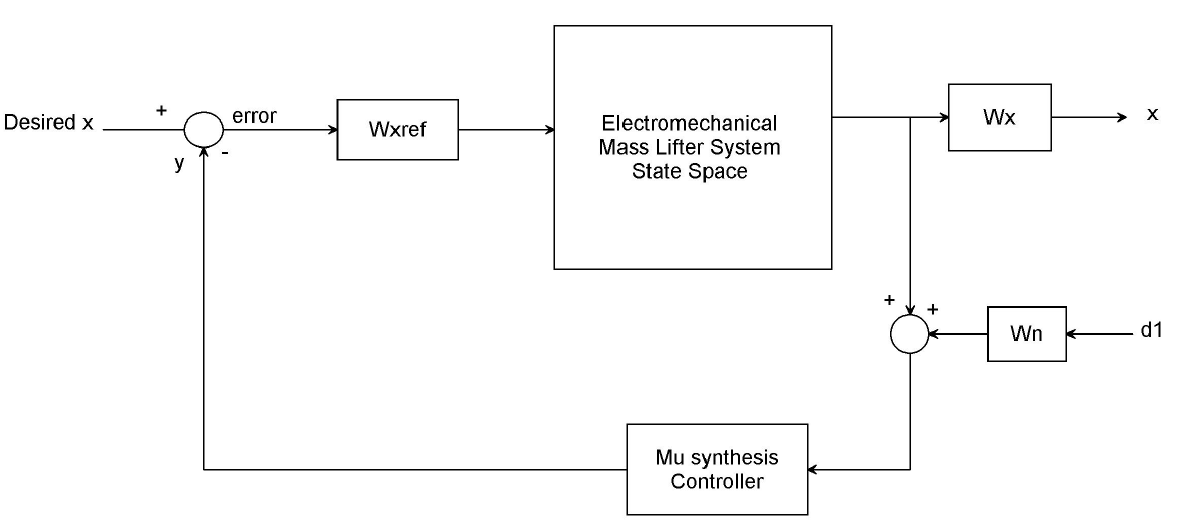 Desired x
+
error
-
y
Wxref
Electromechanical
Mass Lifter System
State Space
Wx
x
+
+
Wn
d1
Mu synthesis
Controller